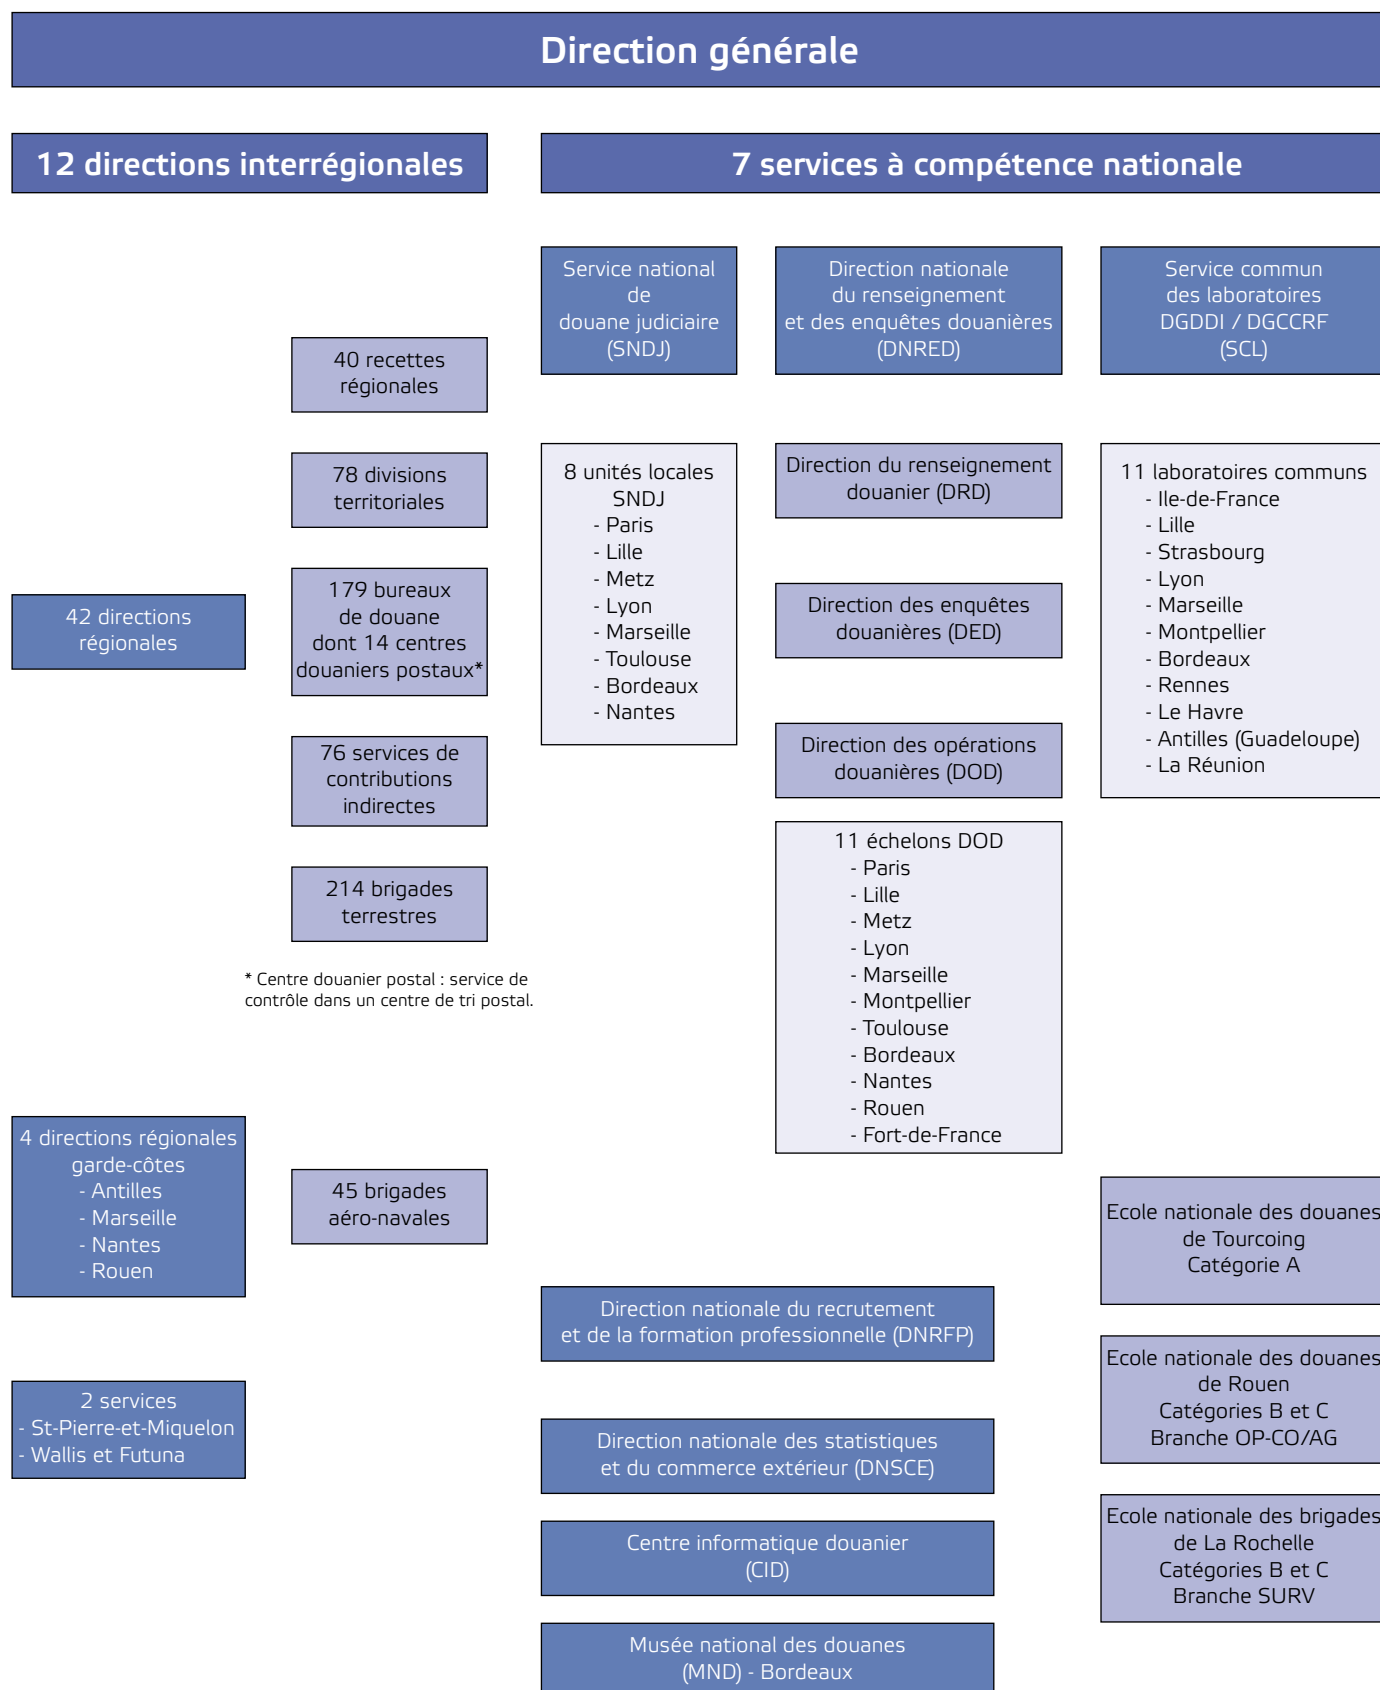 Direction générale
12 directions interrégionales
7 services à compétence nationale
Service national
de
douane judiciaire
(SNDJ)
Direction nationale
du renseignement
et des enquêtes douanières
(DNRED)
Service commun
des laboratoires
DGDDI / DGCCRF
(SCL)
40 recettes
régionales
78 divisions
territoriales
179 bureaux
de douane
dont 14 centres
douaniers postaux*
42 directions
régionales
76 services de
contributions
indirectes
214 brigades
terrestres
* Centre douanier postal : service de
contrôle dans un centre de tri postal.
8 unités locales
SNDJ
- Paris
- Lille
- Metz
- Lyon
- Marseille
- Toulouse
- Bordeaux
- Nantes
Direction du renseignement
douanier (DRD)
Direction des enquêtes
douanières (DED)
Direction des opérations
douanières (DOD)
11 échelons DOD
- Paris
- Lille
- Metz
- Lyon
- Marseille
- Montpellier
- Toulouse
- Bordeaux
- Nantes
- Rouen
- Fort-de-France
11 laboratoires communs
- Ile-de-France
- Lille
- Strasbourg
- Lyon
- Marseille
- Montpellier
- Bordeaux
- Rennes
- Le Havre
- Antilles (Guadeloupe)
- La Réunion
4 directions régionales
garde-côtes
- Antilles
- Marseille
- Nantes
- Rouen
45 brigades
aéro-navales
2 services
- St-Pierre-et-Miquelon
- Wallis et Futuna
Direction nationale du recrutement
et de la formation professionnelle (DNRFP)
Direction nationale des statistiques
et du commerce extérieur (DNSCE)
Centre informatique douanier
(CID)
Musée national des douanes
(MND) - Bordeaux
Ecole nationale des douanes
de Tourcoing
Catégorie A
Ecole nationale des douanes
de Rouen
Catégories B et C
Branche OP-CO/AG
Ecole nationale des brigades
de La Rochelle
Catégories B et C
Branche SURV